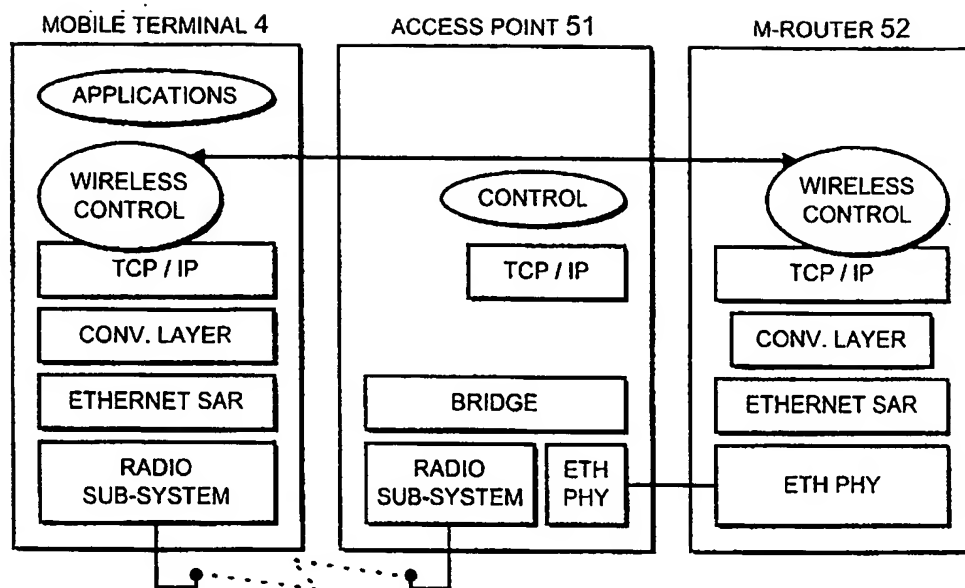 MOBILE TERMINAL 4
APPLICATIONS
WIRELESS
CONTROL
TCP / IP
CONV. LAYER
ETHERNET SAR
RADIO
SUB-SYSTEM
ACCESS POINT 51
CONTROL
TCP / IP
BRIDGE
RADIO
SUB-SYSTEM
ETH
PHY
M-ROUTER 52
WIRELESS
CONTROL
TCP / IP
CONV. LAYER
ETHERNET SAR
ETH PHY